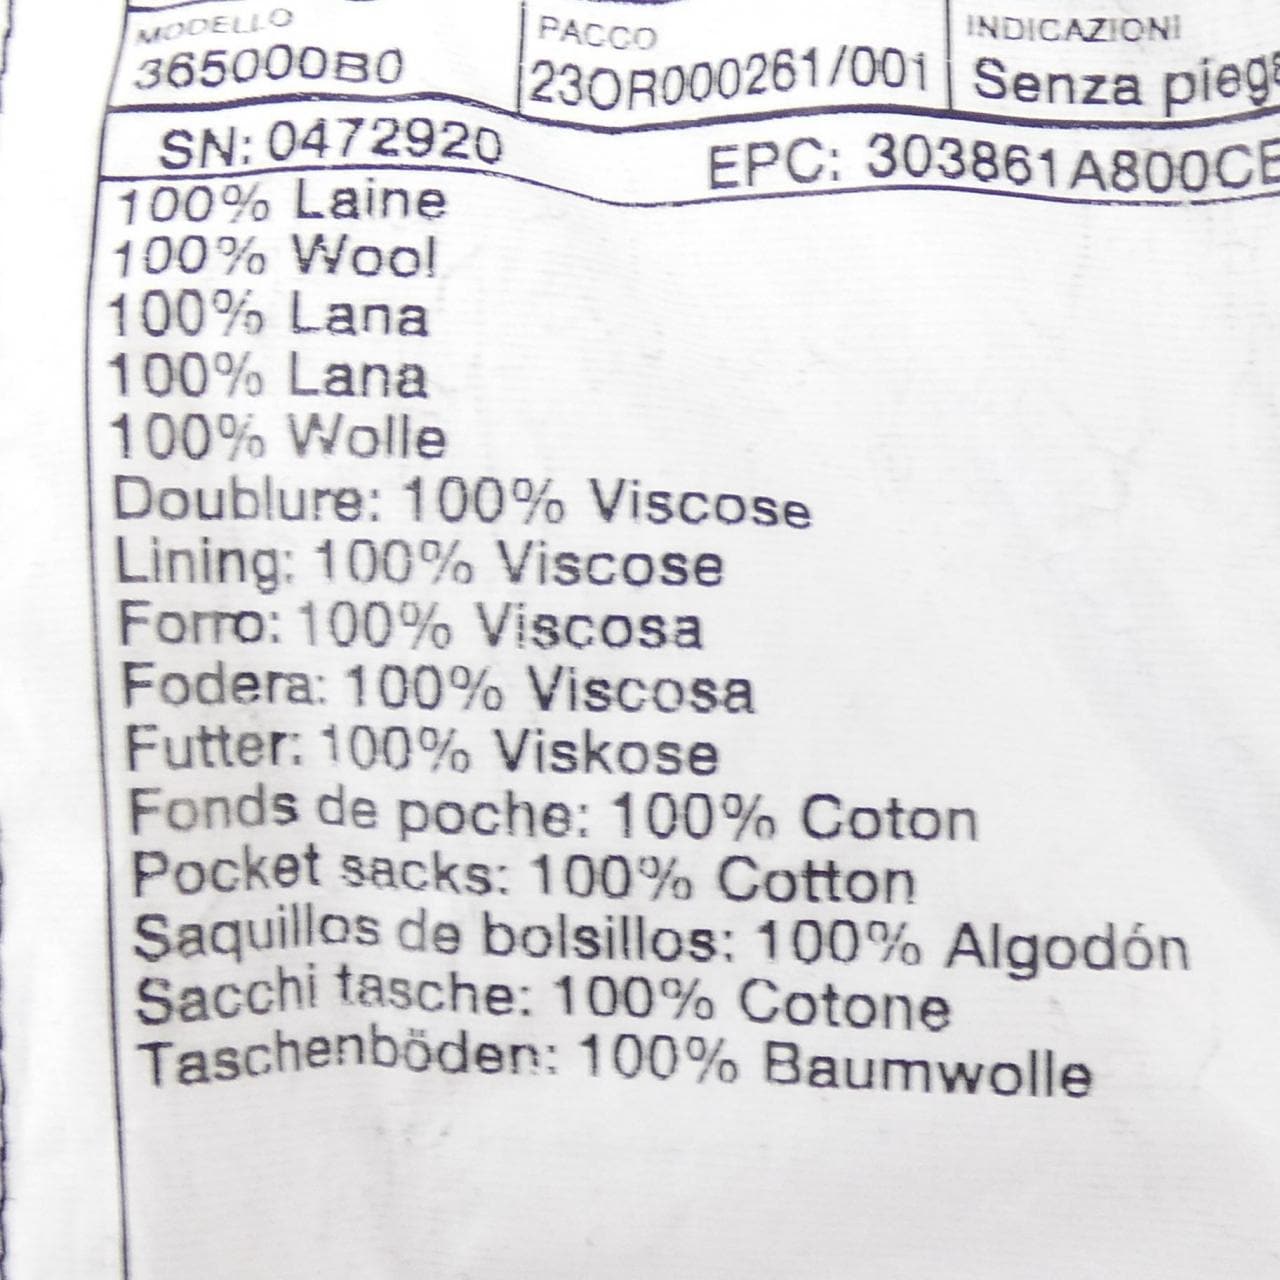 MODELLO
365000B0
PACCO
23OR000261/001
INDICAZIONI
Senza
SN: 0472920
EPC: 303861A800CE
100% Laine
100% Wool
100% Lana
100% Lana
100% Wolle
Doublure: 100% Viscose
Lining: 100% Viscose
Forro: 100% Viscosa
Fodera: 100% Viscosa
Futter: 100% Viskose
Fonds de poche: 100% Coton
Pocket sacks: 100% Cotton
Saquillos de bolsillos: 100% Algodón
Sacchi tasche: 100% Cotone
Taschenböden: 100% Baumwolle